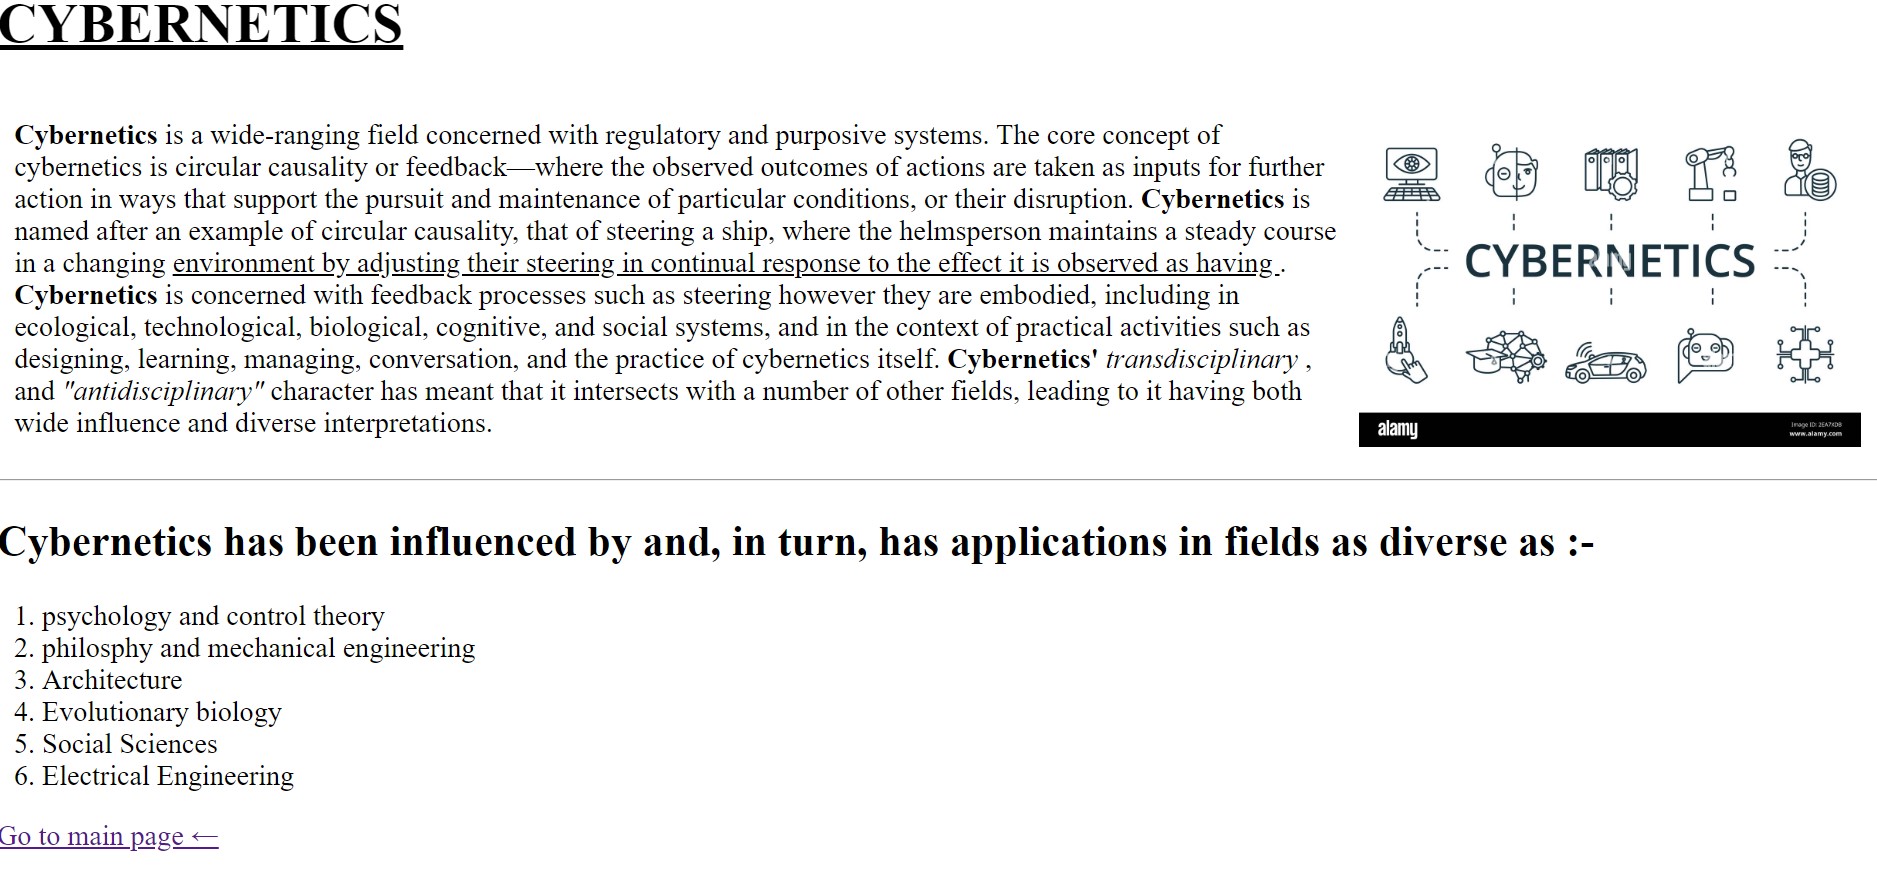 CYBERNETICS
Cybernetics is a wide-ranging field concerned with regulatory and purposive systems. The core concept of
cybernetics is circular causality or feedback—where the observed outcomes of actions are taken as inputs for further
action in ways that support the pursuit and maintenance of particular conditions, or their disruption. Cybernetics is
named after an example of circular causality, that of steering a ship, where the helmsperson maintains a steady course
in a changing environment by adjusting their steering in continual response to the effect it is observed as having .
Cybernetics is concerned with feedback processes such as steering however they are embodied, including in
ecological, technological, biological, cognitive, and social systems, and in the context of practical activities such as
designing, learning, managing, conversation, and the practice of cybernetics itself. Cybernetics' transdisciplinary ,
and "antidisciplinary" character has meant that it intersects with a number of other fields, leading to it having both
wide influence and diverse interpretations.
CYBERNETICS
alamy
Image ID: 2EA7XDB
www.alamy.com
Cybernetics has been influenced by and, in turn, has applications in fields as diverse as :-
1. psychology and control theory
2. philosphy and mechanical engineering
3. Architecture
4. Evolutionary biology
5. Social Sciences
6. Electrical Engineering
Go to main page ←